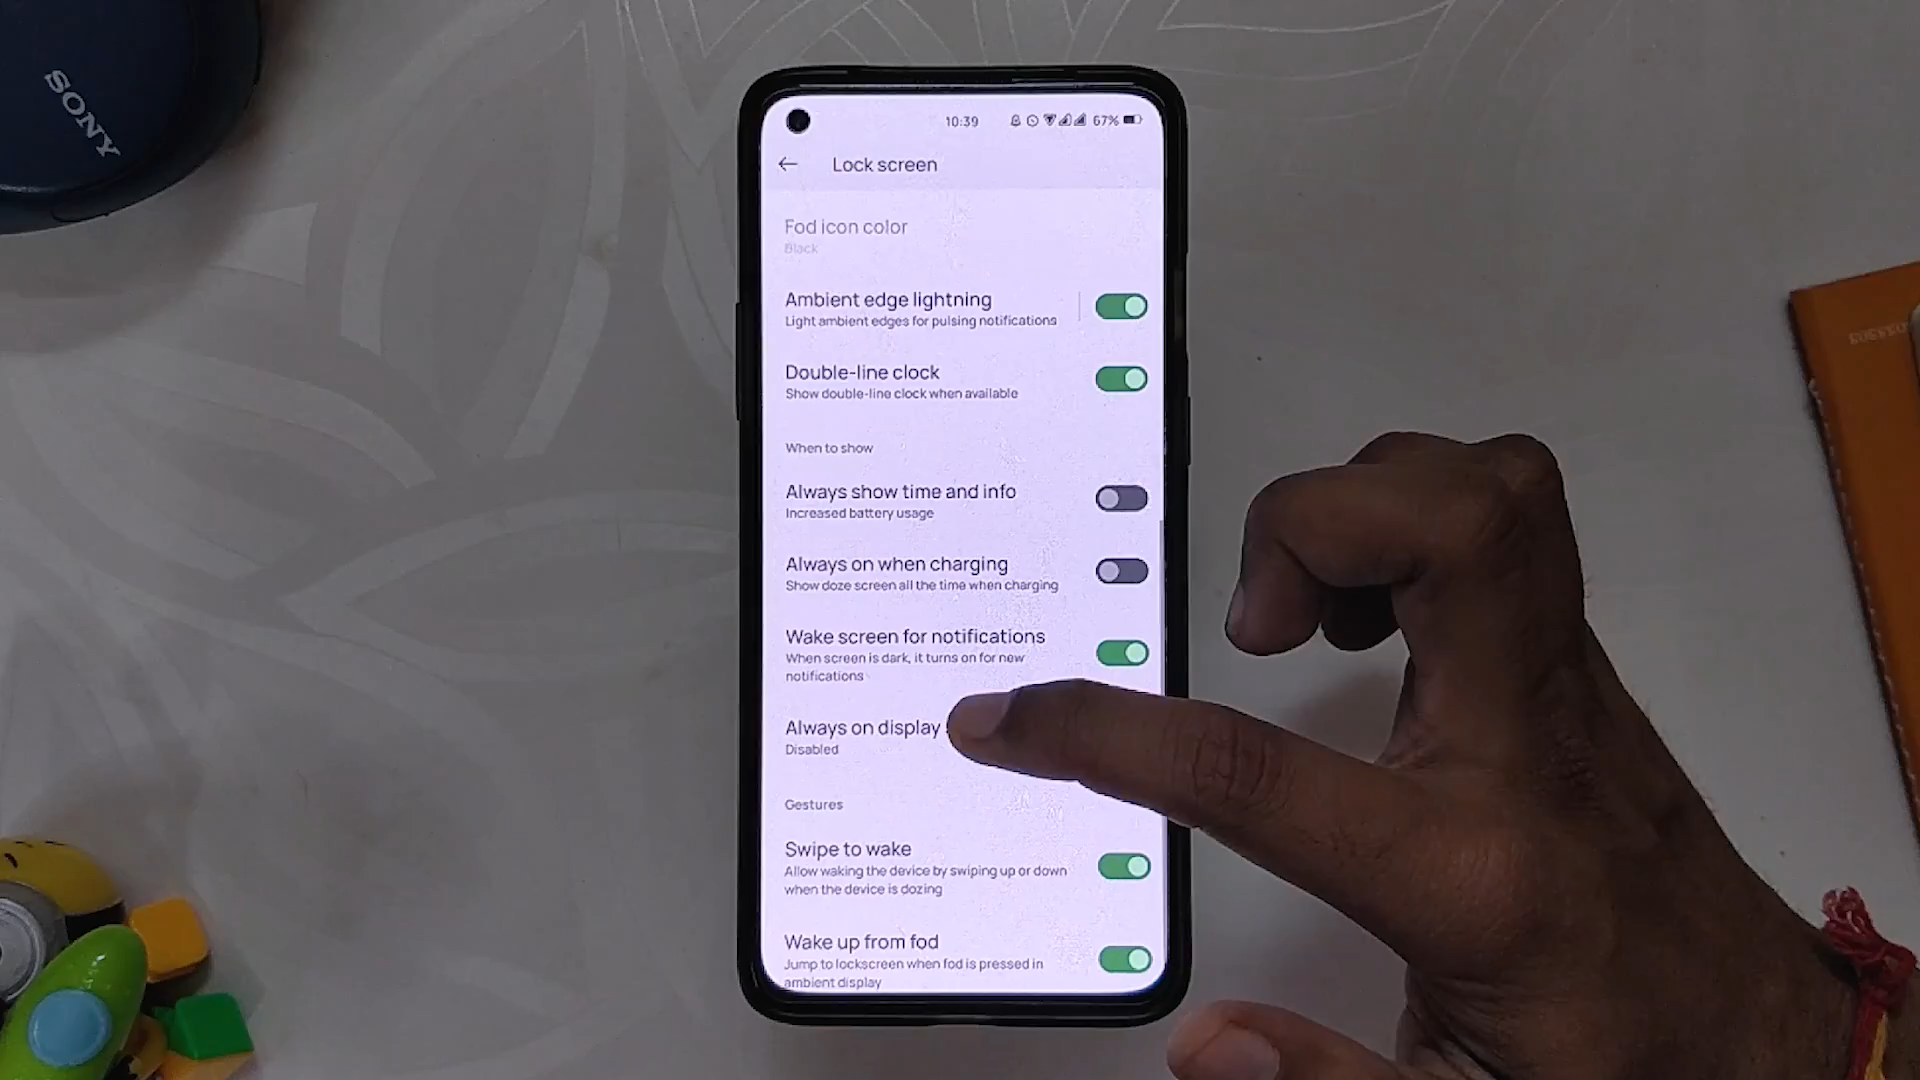 SONY
10:39
67%
Lock screen
Fod icon color
Black
Ambient edge lightning
Light ambient edges for pulsing notifications
Double-line clock
Show double-line clock when available
When to show
Always show time and info
Increased battery usage
Always on when charging
Show doze screen all the time when charging
Wake screen for notifications
When screen is dark, it turns on for new
notifications
Always on display
Disabled
Gestures
Swipe to wake
Allow waking the device by swiping up or down
when the device is dozing
Wake up from fod
Jump to lockscreen when fod is pressed in
ambient display